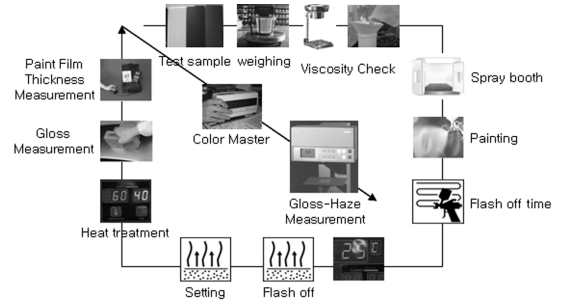 Test sample
weighing
Viscosity Check
Paint Film
Thickness
Measurement
Spray booth
Gloss
Measurement
Color Master
Painting
Gloss-Haze
Measurement
Flash off time
60 40
Heat treatment
25℃
Setting
Flash off